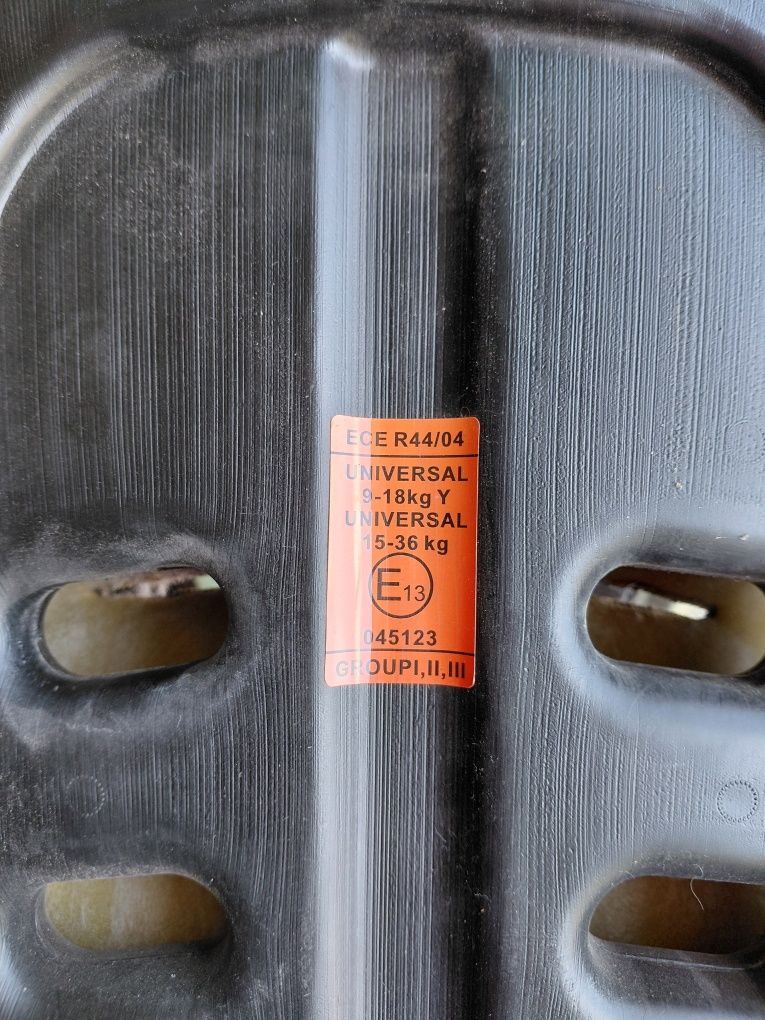 ECE R44/04
UNIVERSAL
9-18kg Y
UNIVERSAL
15-36 kg
E13
045123
GROUPI,II,III